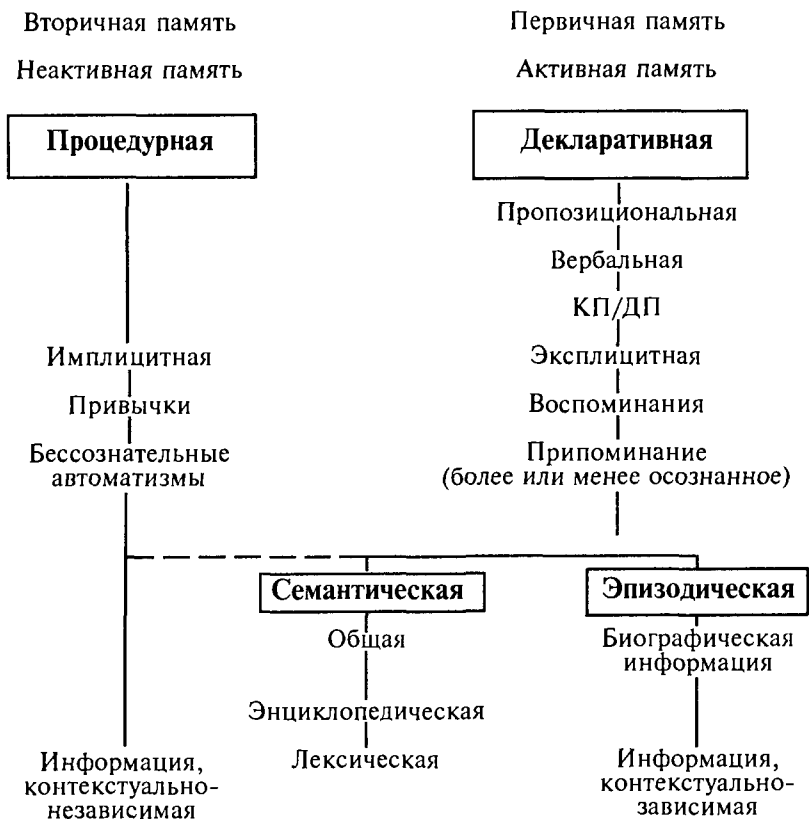 Вторичная память
Первичная память
Неактивная память
Активная память
Процедурная
Декларативная
Пропозициональная
Вербальная
КП/ДП
Имплицитная
Эксплицитная
Привычки
Воспоминания
Бессознательные
автоматизмы
Припоминание
(более или менее осознанное)
Семантическая
Эпизодическая
Общая
Биографическая
информация
Энциклопедическая
Лексическая
Информация,
контекстуально-
независимая
Информация,
контекстуально-
зависимая